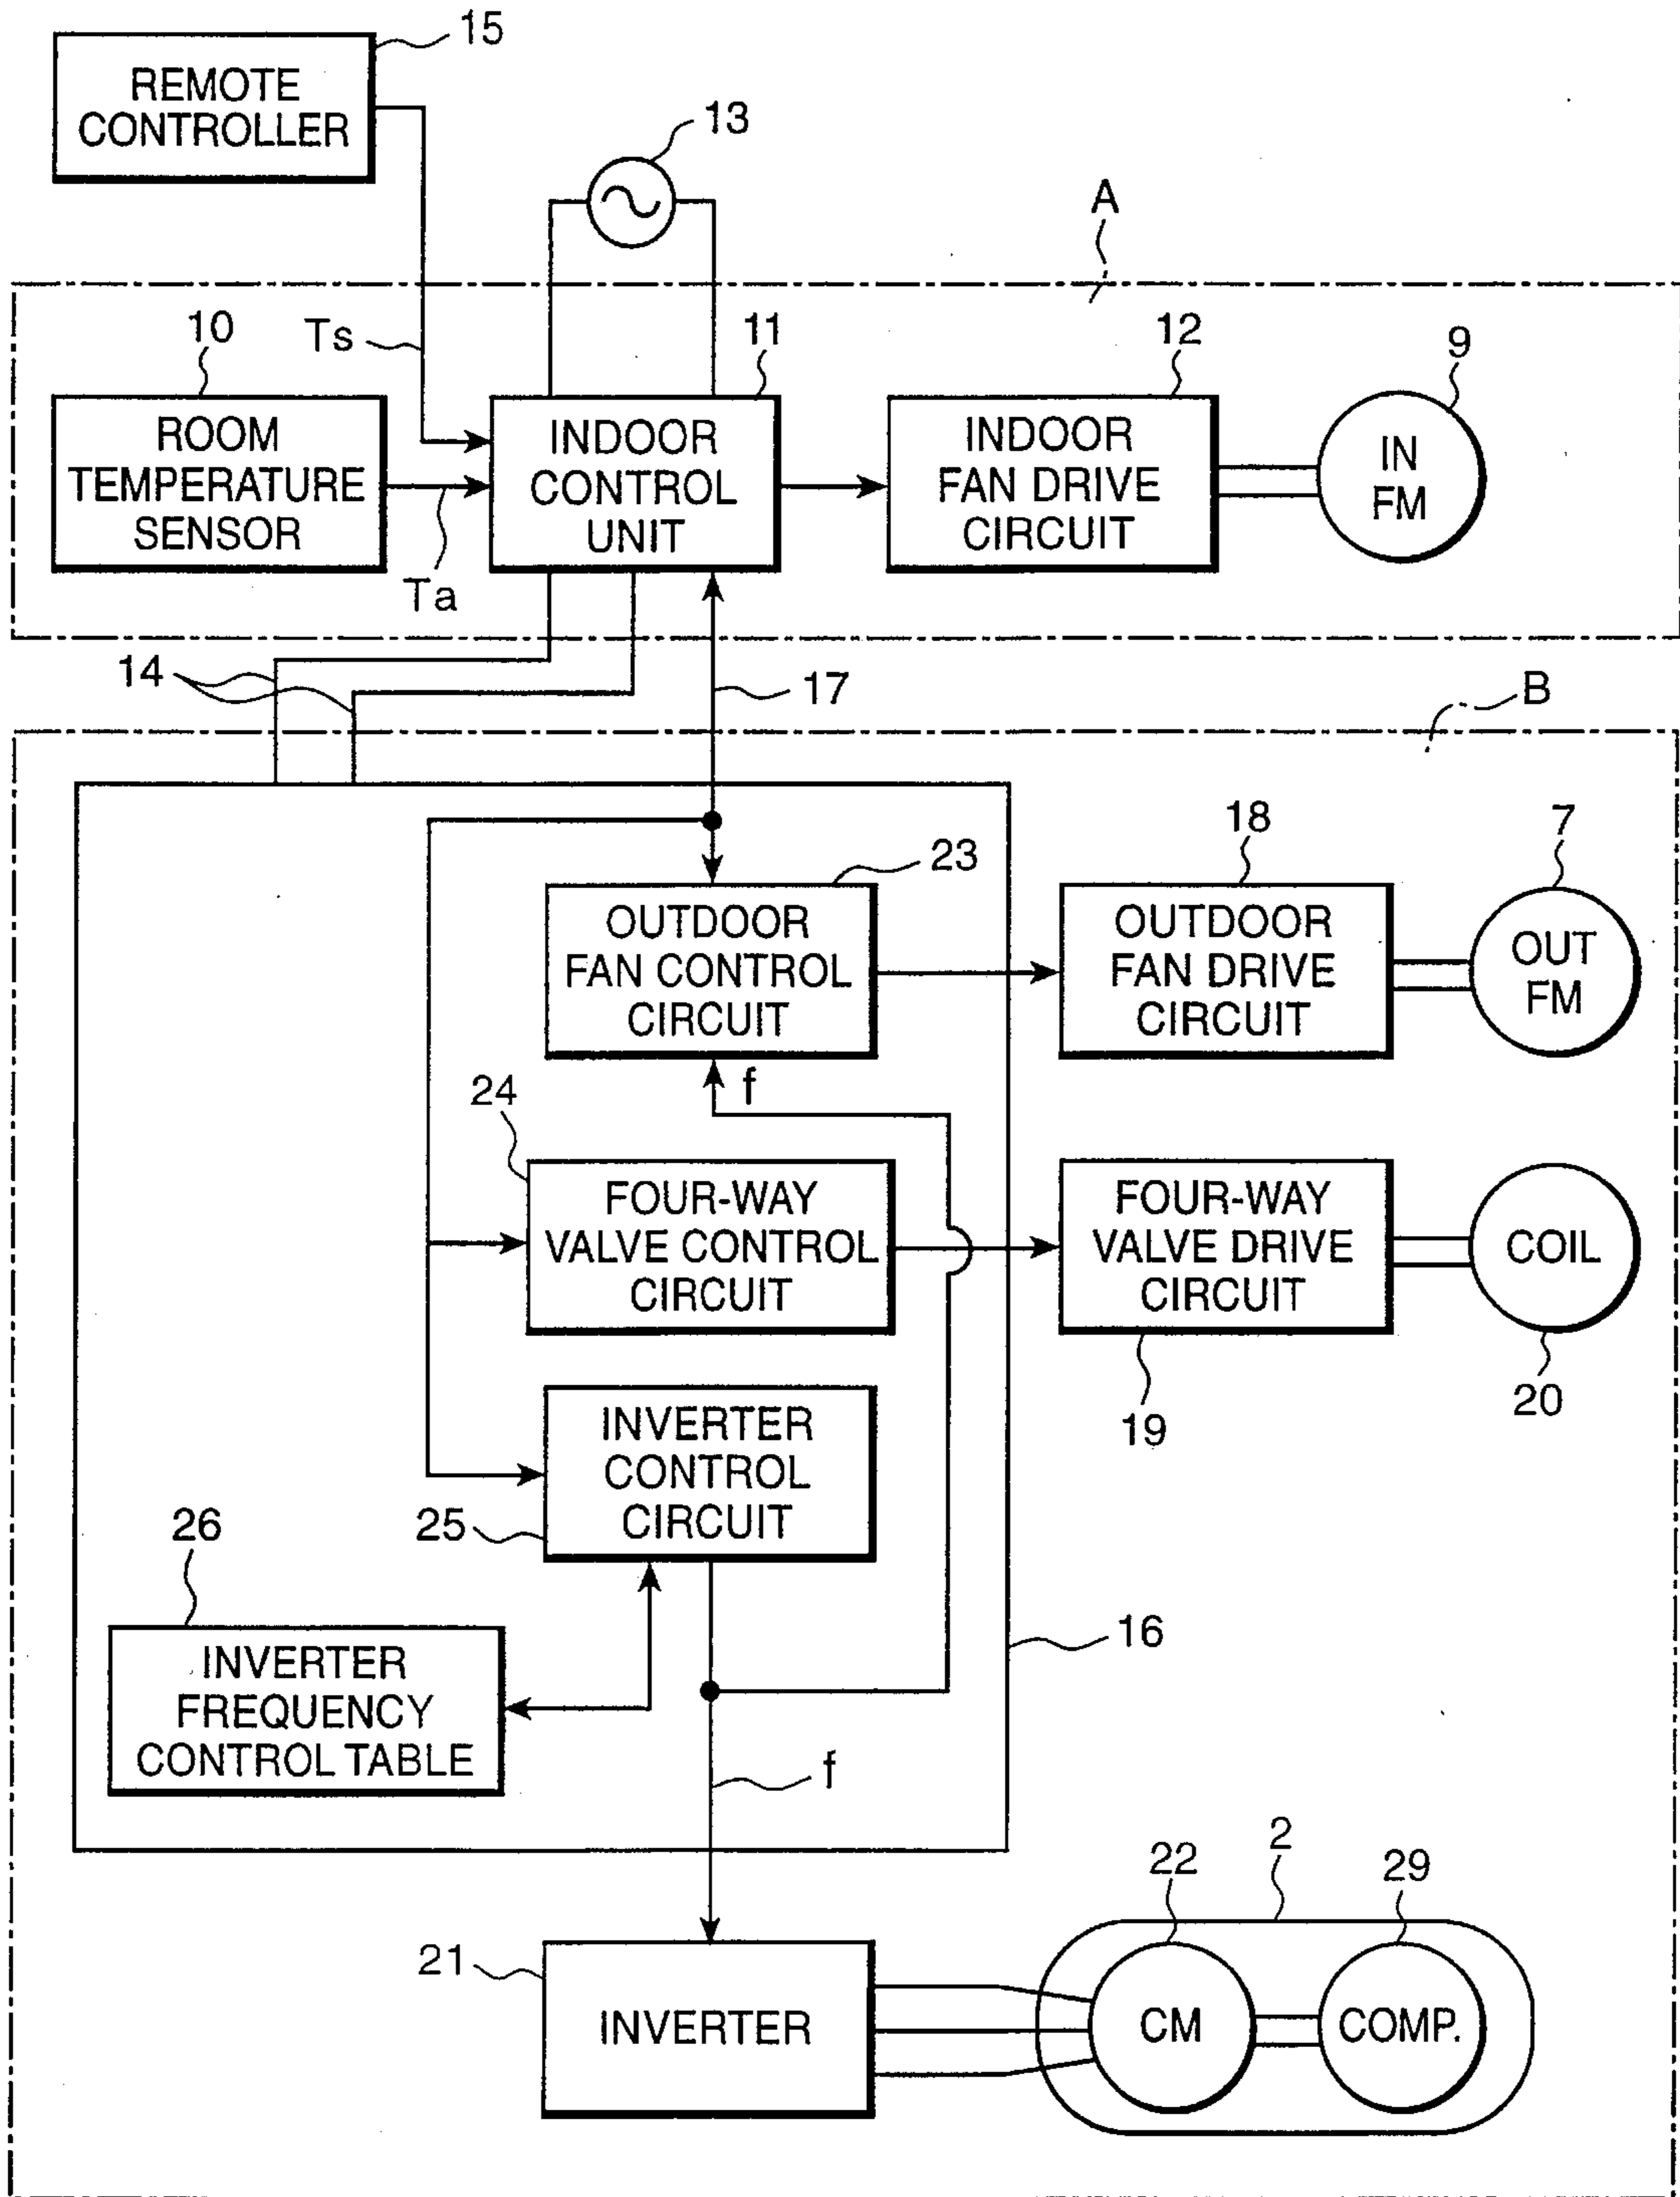 15
REMOTE
CONTROLLER
13
A
10
Ts
11
12
9
ROOM
TEMPERATURE
SENSOR
INDOOR
CONTROL
UNIT
INDOOR
FAN DRIVE
CIRCUIT
IN
FM
Ta
14
17
B
23
18
7
OUTDOOR
FAN CONTROL
CIRCUIT
OUTDOOR
FAN DRIVE
CIRCUIT
OUT
FM
f
24
FOUR-WAY
VALVE CONTROL
CIRCUIT
FOUR-WAY
VALVE DRIVE
CIRCUIT
COIL
19
20
INVERTER
CONTROL
CIRCUIT
25
26
INVERTER
FREQUENCY
CONTROL TABLE
16
f
2
22
29
21
INVERTER
CM
COMP.